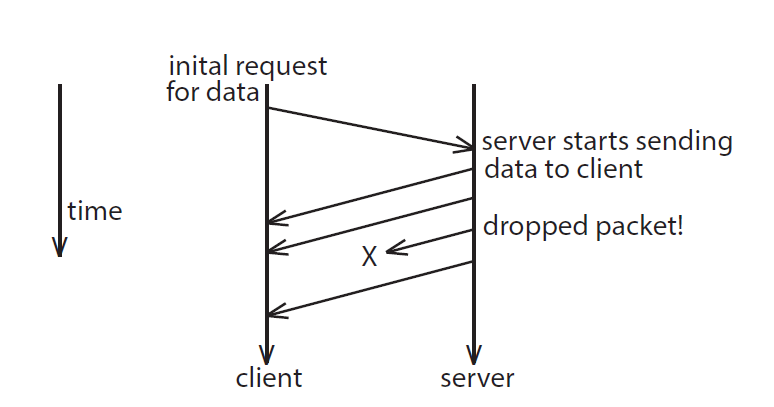 inital request
for data
server starts sending
data to client
time
dropped packet!
X
client
server